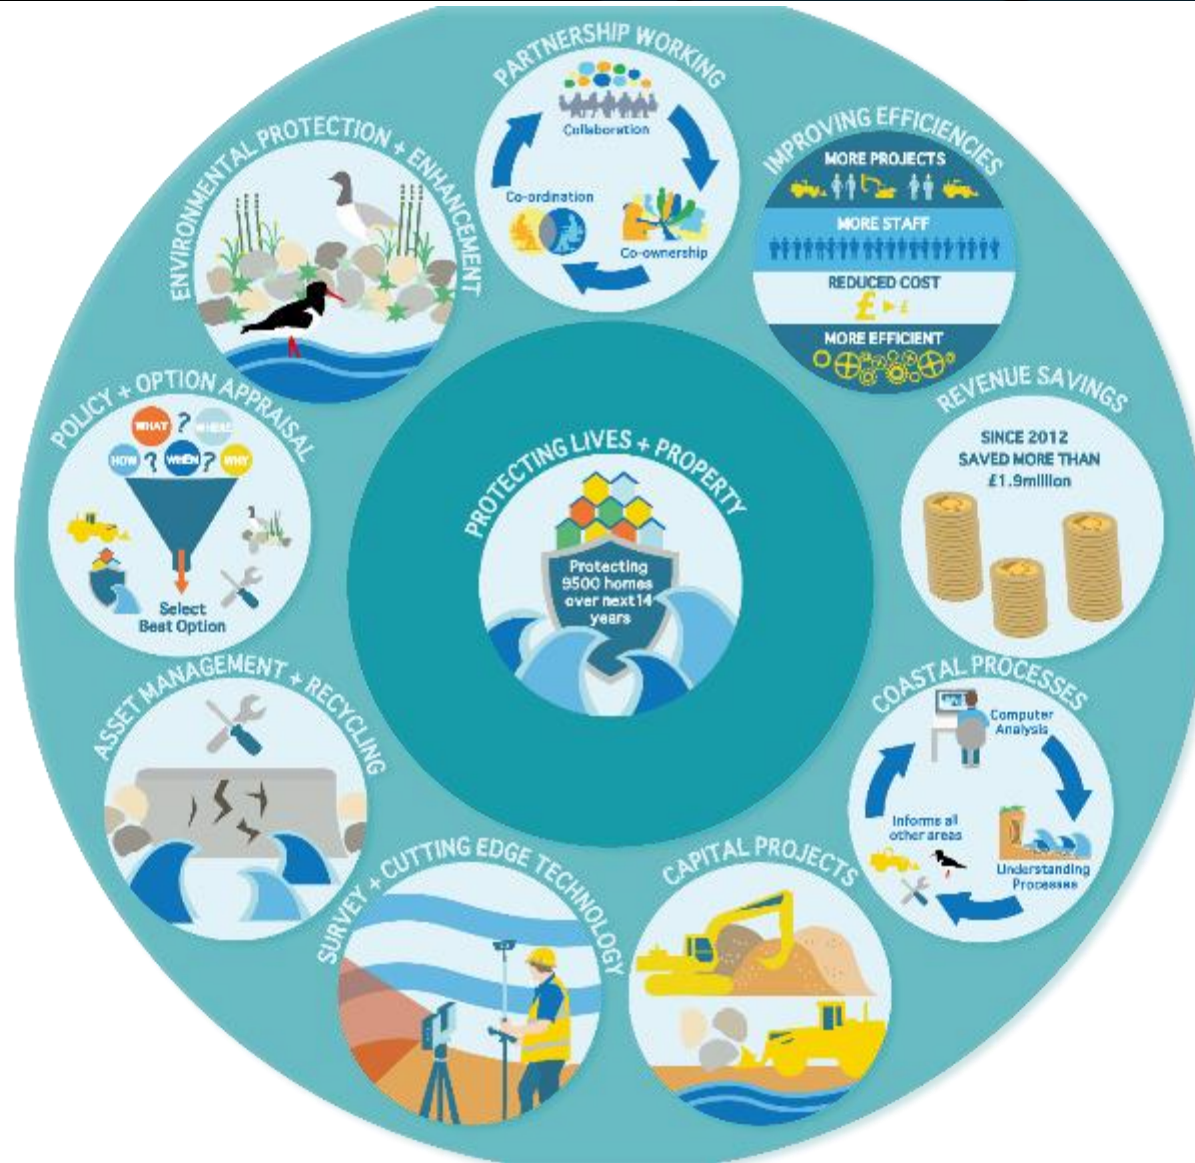 PARTNERSHIP WORKING
Collaboration
Co-ordination
Co-ownership
IMPROVING EFFICIENCIES
MORE PROJECTS
MORE STAFF
REDUCED COST
£ £
MORE EFFICIENT
REVENUE SAVINGS
SINCE 2012
SAVED MORE THAN
£1.9million
COASTAL PROCESSES
Computer
Analysis
Informs all
other areas
Understanding
Processes
CAPITAL PROJECTS
SURVEY + CUTTING EDGE TECHNOLOGY
ASSET MANAGEMENT + RECYCLING
POLICY + OPTION APPRAISAL
WHAT ? WHERE
HOW ? WHEN ? WHY
Select
Best Option
ENVIRONMENTAL PROTECTION + ENHANCEMENT
PROTECTING LIVES + PROPERTY
Protecting
9500 homes
over next 14
years